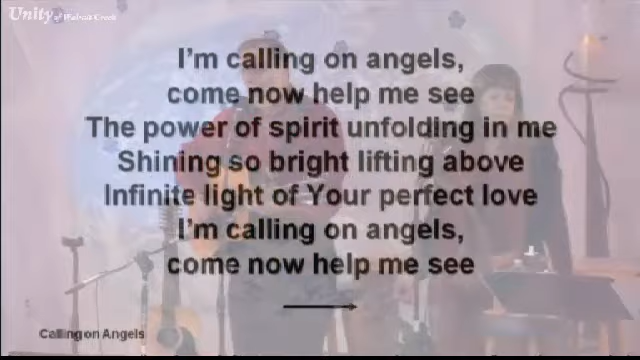 Unity of Walnut Creek
I'm calling on angels,
come now help me see
The power of spirit unfolding in me
Shining so bright lifting above
Infinite light of Your perfect love
I'm calling on angels,
come now help me see
Calling on Angels